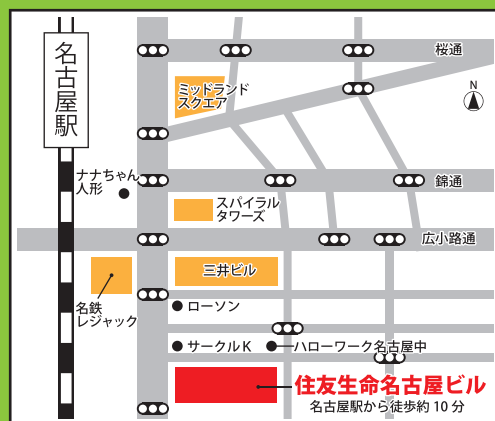 名古屋駅
桜通
ミッドランド
スクエア
N
ナナちゃん
人形
錦通
スパイラル
タワーズ
広小路通
三井ビル
名鉄
レジャック
ローソン
サークルK
ハローワーク名古屋中
住友生命名古屋ビル
名古屋駅から徒歩約10分